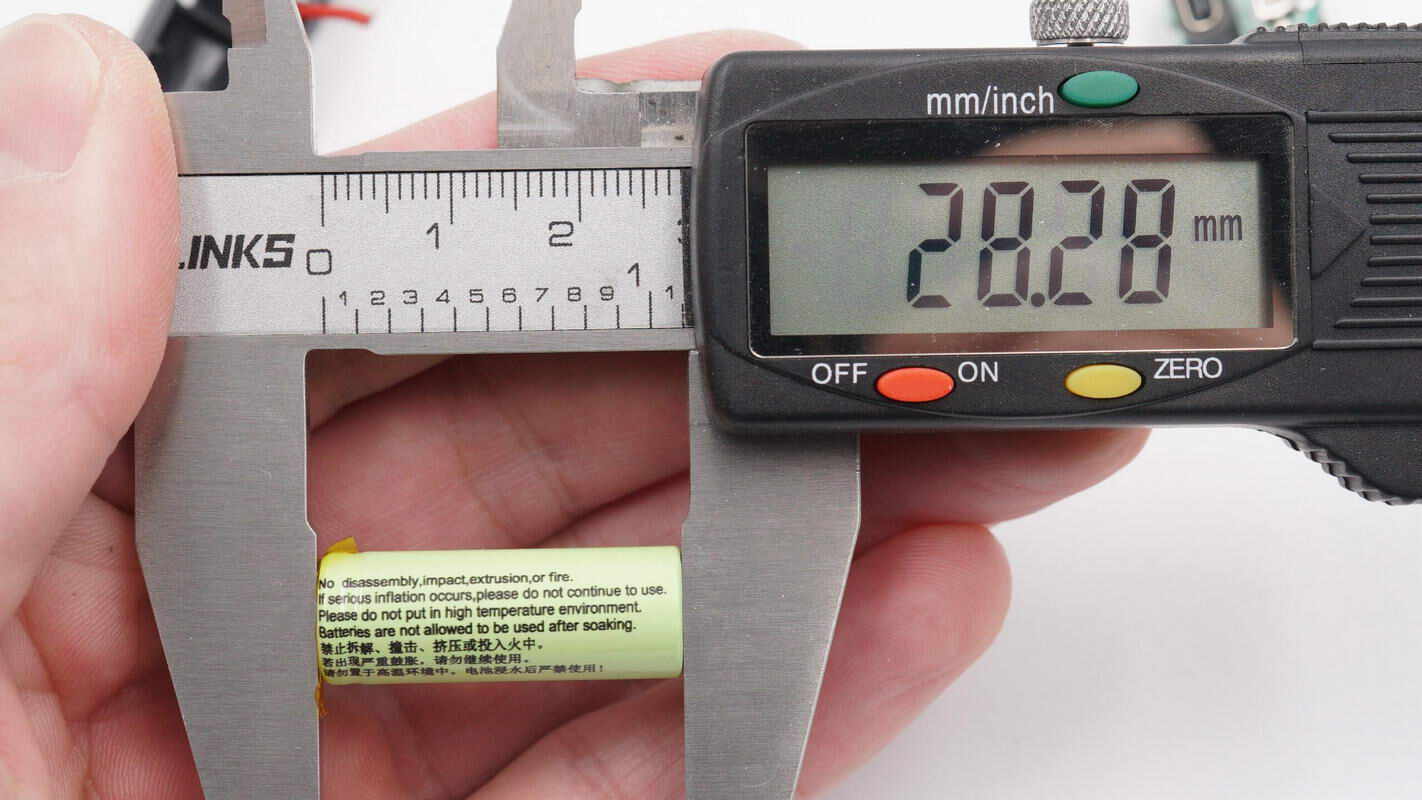 mm/inch
28.28 mm
OFF ON ZERO
LINKS
0 1 2
1 2 3 4 5 6 7 8 9 1 1
No disassembly,impact,extrusion,or fire.
If serious inflation occurs,please do not continue to use.
Please do not put in high temperature environment.
Batteries are not allowed to be used after soaking.
禁止拆解、撞击、挤压或投入火中。
若出现严重鼓胀，请勿继续使用。
请勿置于高温环境中。电池浸水后严禁使用！